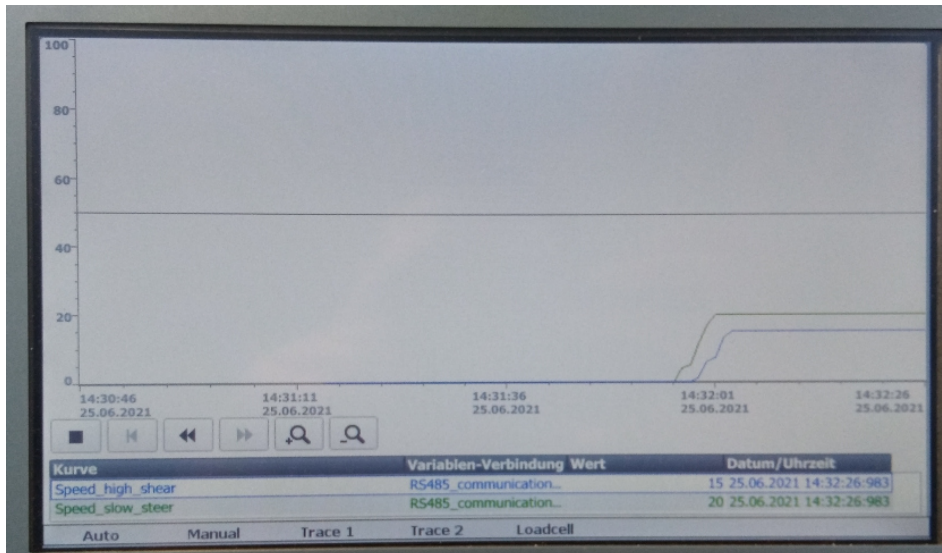 100
80
60
40
20
0
14:30:46 14:31:11 14:31:36 14:32:01 14:32:26
25.06.2021 25.06.2021 25.06.2021 25.06.2021 25.06.2021
Kurve Variablen-Verbindung Wert Datum/Uhrzeit
Speed_high_shear RS485_communication... 15 25.06.2021 14:32:26:983
Speed_slow_steer RS485_communication... 20 25.06.2021 14:32:26:983
Auto Manual Trace 1 Trace 2 Loadcell